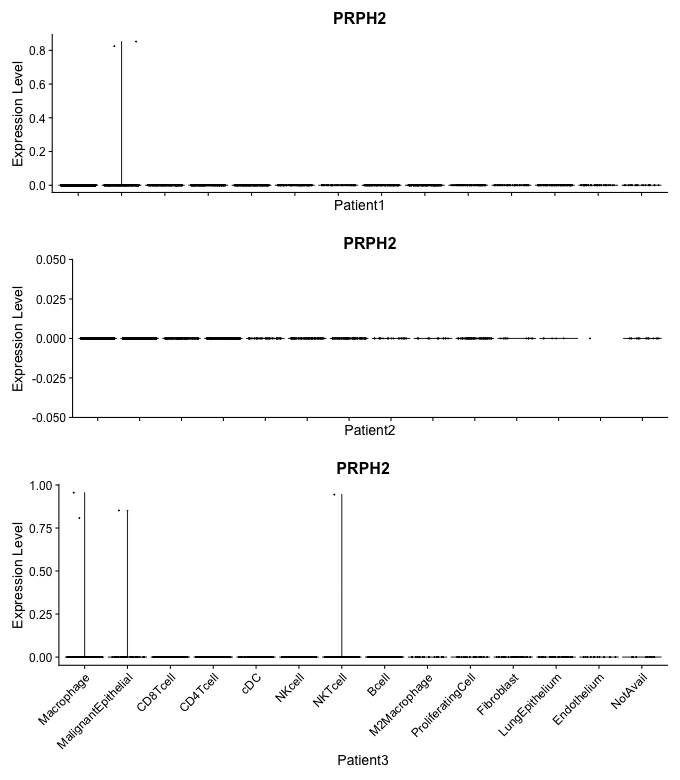 PRPH2
Expression Level
0.8
0.6
0.4
0.2
0.0
Patient1
PRPH2
Expression Level
0.050
0.025
0.000
-0.025
-0.050
Patient2
PRPH2
Expression Level
1.00
0.75
0.50
0.25
0.00
Macrophage
MalignantEpithelial
CD8Tcell
CD4Tcell
cDC
NKcell
NKTcell
Bcell
M2Macrophage
ProliferatingCell
Fibroblast
LungEpithelium
Endothelium
NotAvail
Patient3